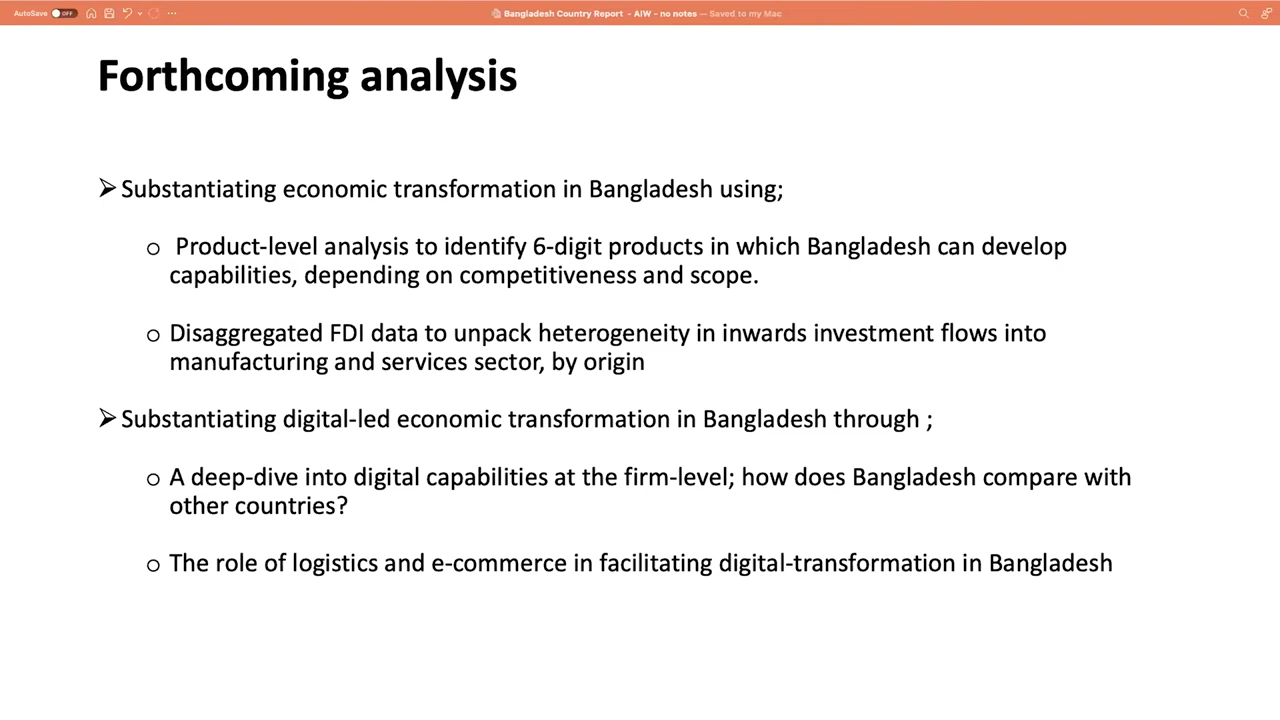 AutoSave OFF
Bangladesh Country Report - AIW - no notes — Saved to my Mac
Forthcoming analysis
➢ Substantiating economic transformation in Bangladesh using;
o Product-level analysis to identify 6-digit products in which Bangladesh can develop
capabilities, depending on competitiveness and scope.
o Disaggregated FDI data to unpack heterogeneity in inwards investment flows into
manufacturing and services sector, by origin
➢ Substantiating digital-led economic transformation in Bangladesh through ;
o A deep-dive into digital capabilities at the firm-level; how does Bangladesh compare with
other countries?
o The role of logistics and e-commerce in facilitating digital-transformation in Bangladesh